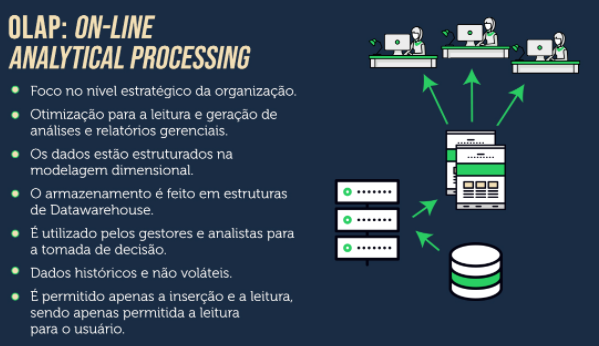 OLAP: ON-LINE
ANALYTICAL PROCESSING
Foco no nível estratégico da organização.
Otimização para a leitura e geração de
análises e relatórios gerenciais.
Os dados estão estruturados na
modelagem dimensional.
O armazenamento é feito em estruturas
de Datawarehouse.
É utilizado pelos gestores e analistas para
a tomada de decisão.
Dados históricos e não voláteis.
É permitido apenas a inserção e a leitura,
sendo apenas permitida a leitura
para o usuário.